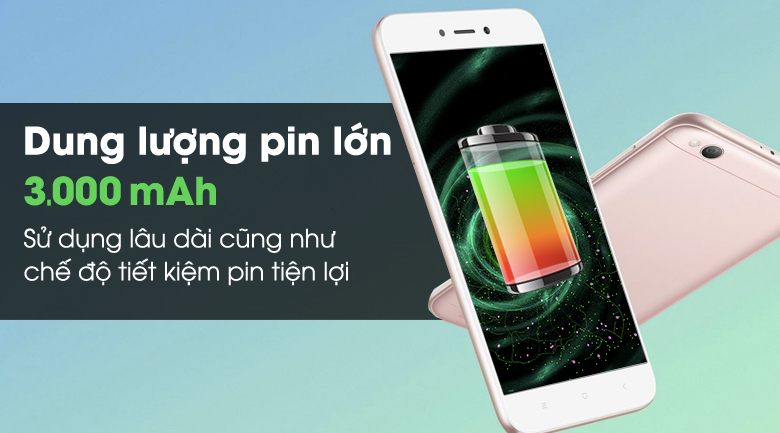 Dung lượng pin lớn
3.000 mAh
Sử dụng lâu dài cũng như
chế độ tiết kiệm pin tiện lợi